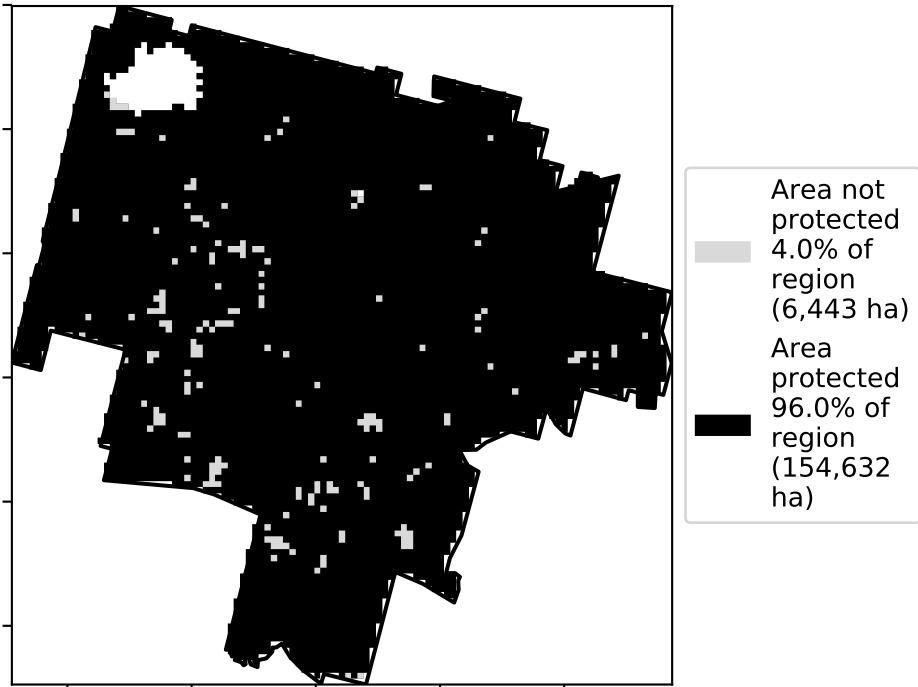 Area not
protected
4.0% of
region
(6,443 ha)
Area
protected
96.0% of
region
(154,632
ha)